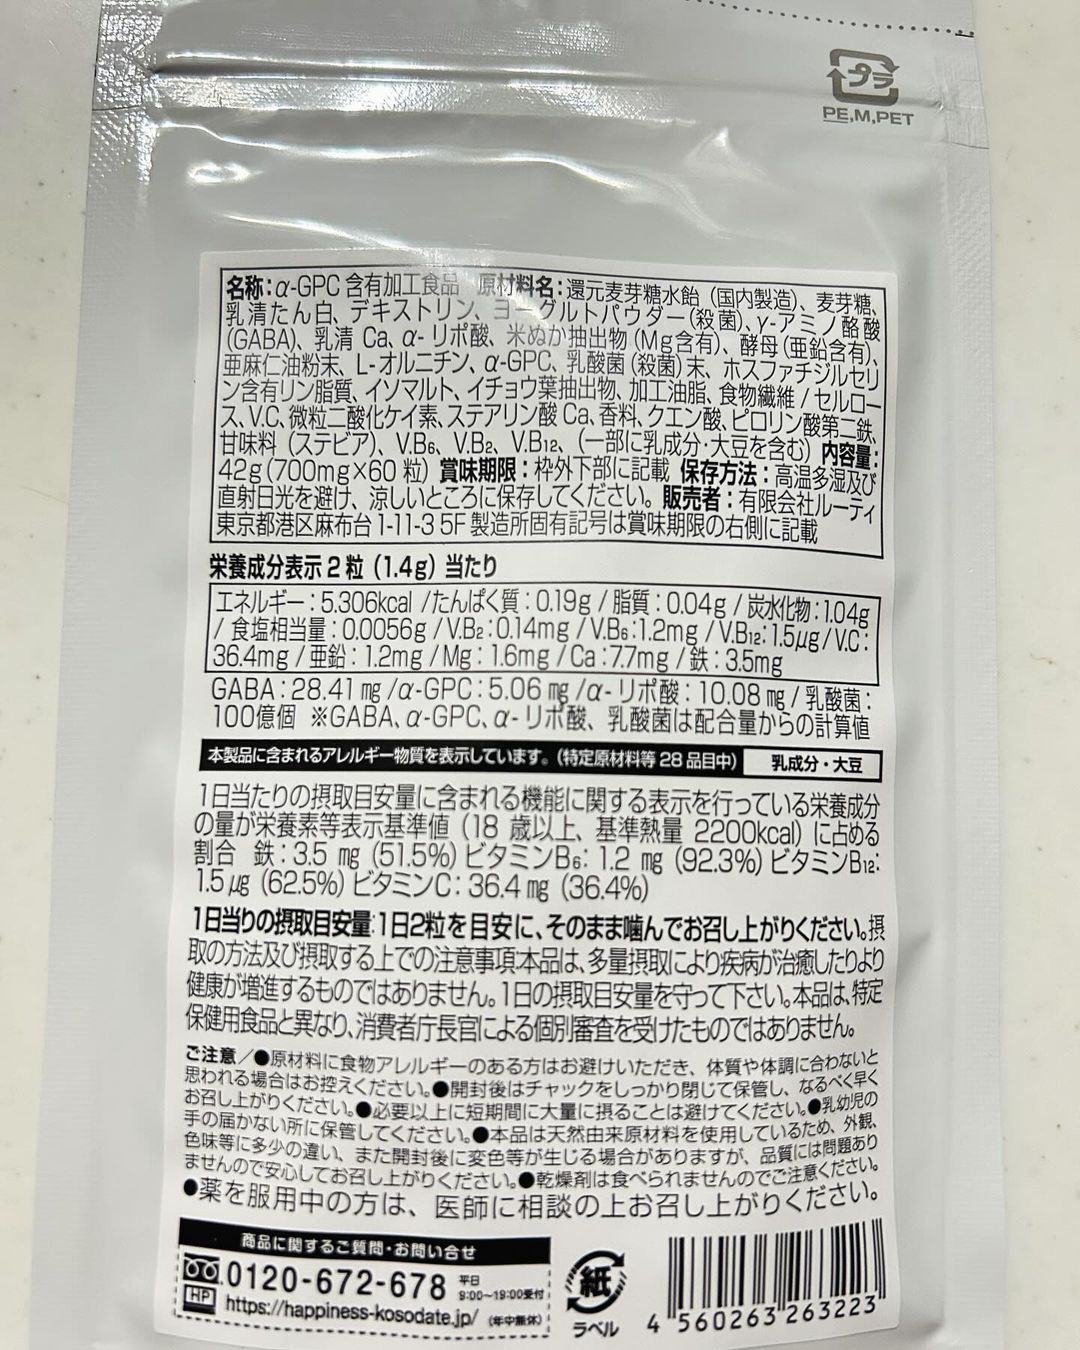 プラ
PE,M,PET
名称：α-GPC 含有加工食品　原材料名：還元麦芽糖水飴（国内製造）、麦芽糖、
乳清たん白、デキストリン、ヨーグルトパウダー（殺菌）、γ-アミノ酪酸
（GABA）、乳清 Ca、α- リポ酸、米ぬか抽出物（Mg含有）、酵母（亜鉛含有）、
亜麻仁油粉末、L-オルニチン、α-GPC、乳酸菌（殺菌）末、ホスファチジルセリ
ン含有リン脂質、イソマルト、イチョウ葉抽出物、加工油脂、食物繊維 / セルロー
ス、V.C、微粒二酸化ケイ素、ステアリン酸 Ca、香料、クエン酸、ピロリン酸第二鉄、
甘味料（ステビア）、V.B6、V.B2、V.B12、（一部に乳成分・大豆を含む）内容量：
42g（700mg×60 粒）賞味期限：枠外下部に記載 保存方法：高温多湿及び
直射日光を避け、涼しいところに保存してください。販売者：有限会社ルーティ
東京都港区麻布台 1-11-3 5F 製造所固有記号は賞味期限の右側に記載
栄養成分表示 2 粒（1.4g）当たり
エネルギー：5.306kcal /たんぱく質：0.19g / 脂質：0.04g / 炭水化物：1.04g
/ 食塩相当量：0.0056g / V.B2：0.14mg / V.B6：1.2mg / V.B12：1.5μg / V.C：
36.4mg / 亜鉛：1.2mg / Mg：1.6mg / Ca：7.7mg / 鉄：3.5mg
GABA：28.41 mg /α-GPC：5.06 mg /α- リポ酸：10.08 mg / 乳酸菌：
100億個 ※GABA、α-GPC、α- リポ酸、乳酸菌は配合量からの計算値
本製品に含まれるアレルギー物質を表示しています。（特定原材料等 28 品目中） 乳成分・大豆
1日当たりの摂取目安量に含まれる機能に関する表示を行っている栄養成分
の量が栄養素等表示基準値（18 歳以上、基準熱量 2200kcal）に占める
割合　鉄：3.5 mg（51.5%）ビタミンB6：1.2 mg（92.3%）ビタミンB12：
1.5μg（62.5%）ビタミンC：36.4 mg（36.4%）
1日当りの摂取目安量：1日2粒を目安に、そのまま噛んでお召し上がりください。摂
取の方法及び摂取する上での注意事項:本品は、多量摂取により疾病が治癒したりより
健康が増進するものではありません。1日の摂取目安量を守って下さい。本品は、特定
保健用食品と異なり、消費者庁長官による個別審査を受けたものではありません。
ご注意／●原材料に食物アレルギーのある方はお避けいただき、体質や体調に合わないと
思われる場合はお控えください。●開封後はチャックをしっかり閉じて保管し、なるべく早く
お召し上がりください。●必要以上に短期間に大量に摂ることは避けてください。●乳幼児の
手の届かない所に保管してください。●本品は天然由来原材料を使用しているため、外観、
色味等に多少の違い、また開封後に変色等が生じる場合がありますが、品質には問題あり
ませんので安心してお召し上がりください。●乾燥剤は食べられませんのでご注意ください。
●薬を服用中の方は、医師に相談の上お召し上がりください。
商品に関するご質問・お問い合せ
0120-672-678 平日 9:00〜19:00受付
HP https://happiness-kosodate.jp/（年中無休）
紙
ラベル
4 560263 263223